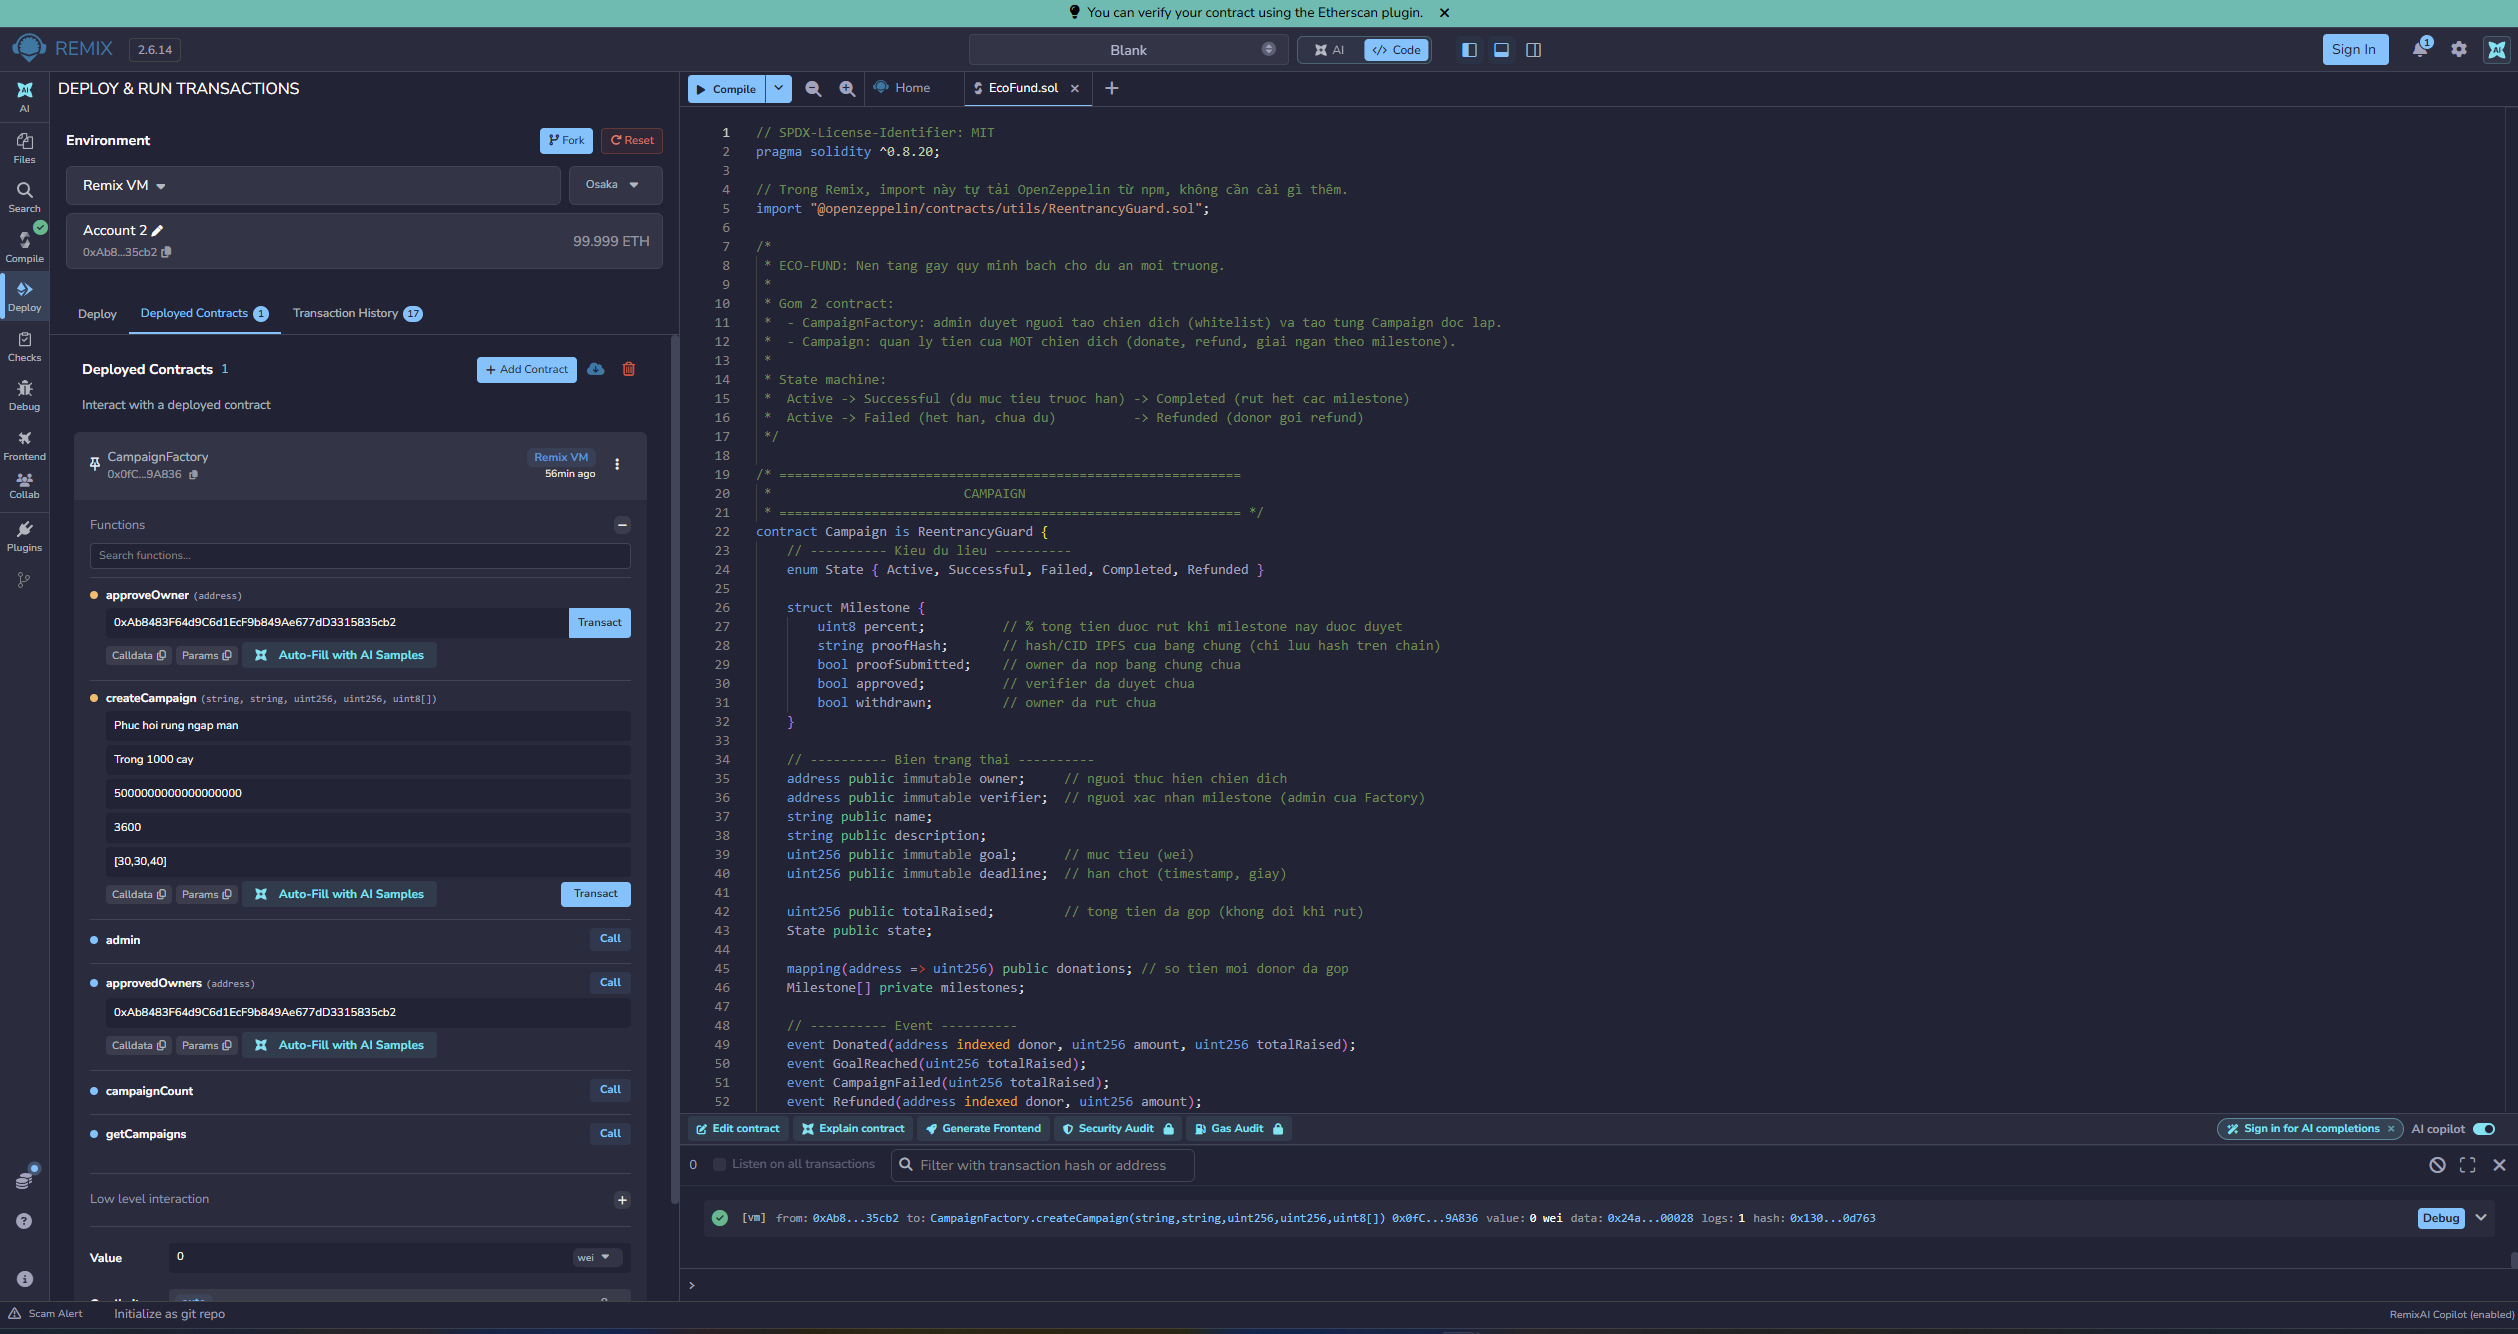 You can verify your contract using the Etherscan plugin.
REMIX 2.6.14
Blank
AI
Code
Sign In
1
AI
AI
Files
Search
Compile
Deploy
Checks
Debug
Frontend
Collab
Plugins
DEPLOY & RUN TRANSACTIONS
Environment
Fork
Reset
Remix VM
Osaka
Account 2
0xAb8...35cb2
99.999 ETH
Deploy
Deployed Contracts 1
Transaction History 17
Deployed Contracts 1
+ Add Contract
Interact with a deployed contract
CampaignFactory
0x0fC...9A836
Remix VM
56min ago
Functions
Search functions...
approveOwner (address)
0xAb8483F64d9C6d1EcF9b849Ae677dD3315835cb2
Transact
Calldata
Params
Auto-Fill with AI Samples
createCampaign (string, string, uint256, uint256, uint8[])
Phuc hoi rung ngap man
Trong 1000 cay
5000000000000000000
3600
[30,30,40]
Calldata
Params
Auto-Fill with AI Samples
Transact
admin
Call
approvedOwners (address)
Call
0xAb8483F64d9C6d1EcF9b849Ae677dD3315835cb2
Calldata
Params
Auto-Fill with AI Samples
campaignCount
Call
getCampaigns
Call
Low level interaction
Value
0
wei
Compile
Home
EcoFund.sol
1 // SPDX-License-Identifier: MIT
2 pragma solidity ^0.8.20;
3
4 // Trong Remix, import này tự tải OpenZeppelin từ npm, không cần cài gì thêm.
5 import "@openzeppelin/contracts/utils/ReentrancyGuard.sol";
6
7 /*
8 * ECO-FUND: Nen tang gay quy minh bach cho du an moi truong.
9 *
10 * Gom 2 contract:
11 * - CampaignFactory: admin duyet nguoi tao chien dich (whitelist) va tao tung Campaign doc lap.
12 * - Campaign: quan ly tien cua MOT chien dich (donate, refund, giai ngan theo milestone).
13 *
14 * State machine:
15 * Active -> Successful (du muc tieu truoc han) -> Completed (rut het cac milestone)
16 * Active -> Failed (het han, chua du) -> Refunded (donor goi refund)
17 */
18
19 /* ============================================================
20 * CAMPAIGN
21 * ============================================================ */
22 contract Campaign is ReentrancyGuard {
23 // ---------- Kieu du lieu ----------
24 enum State { Active, Successful, Failed, Completed, Refunded }
25
26 struct Milestone {
27 uint8 percent; // % tong tien duoc rut khi milestone nay duoc duyet
28 string proofHash; // hash/CID IPFS cua bang chung (chi luu hash tren chain)
29 bool proofSubmitted; // owner da nop bang chung chua
30 bool approved; // verifier da duyet chua
31 bool withdrawn; // owner da rut chua
32 }
33
34 // ---------- Bien trang thai ----------
35 address public immutable owner; // nguoi thuc hien chien dich
36 address public immutable verifier; // nguoi xac nhan milestone (admin cua Factory)
37 string public name;
38 string public description;
39 uint256 public immutable goal; // muc tieu (wei)
40 uint256 public immutable deadline; // han chot (timestamp, giay)
41
42 uint256 public totalRaised; // tong tien da gop (khong doi khi rut)
43 State public state;
44
45 mapping(address => uint256) public donations; // so tien moi donor da gop
46 Milestone[] private milestones;
47
48 // ---------- Event ----------
49 event Donated(address indexed donor, uint256 amount, uint256 totalRaised);
50 event GoalReached(uint256 totalRaised);
51 event CampaignFailed(uint256 totalRaised);
52 event Refunded(address indexed donor, uint256 amount);
Edit contract
Explain contract
Generate Frontend
Security Audit
Gas Audit
Sign in for AI completions ×
AI copilot
0
Listen on all transactions
Filter with transaction hash or address
[vm] from: 0xAb8...35cb2 to: CampaignFactory.createCampaign(string,string,uint256,uint256,uint8[]) 0x0fC...9A836 value: 0 wei data: 0x24a...00028 logs: 1 hash: 0x130...0d763
Debug
>
Scam Alert
Initialize as git repo
RemixAI Copilot (enabled)